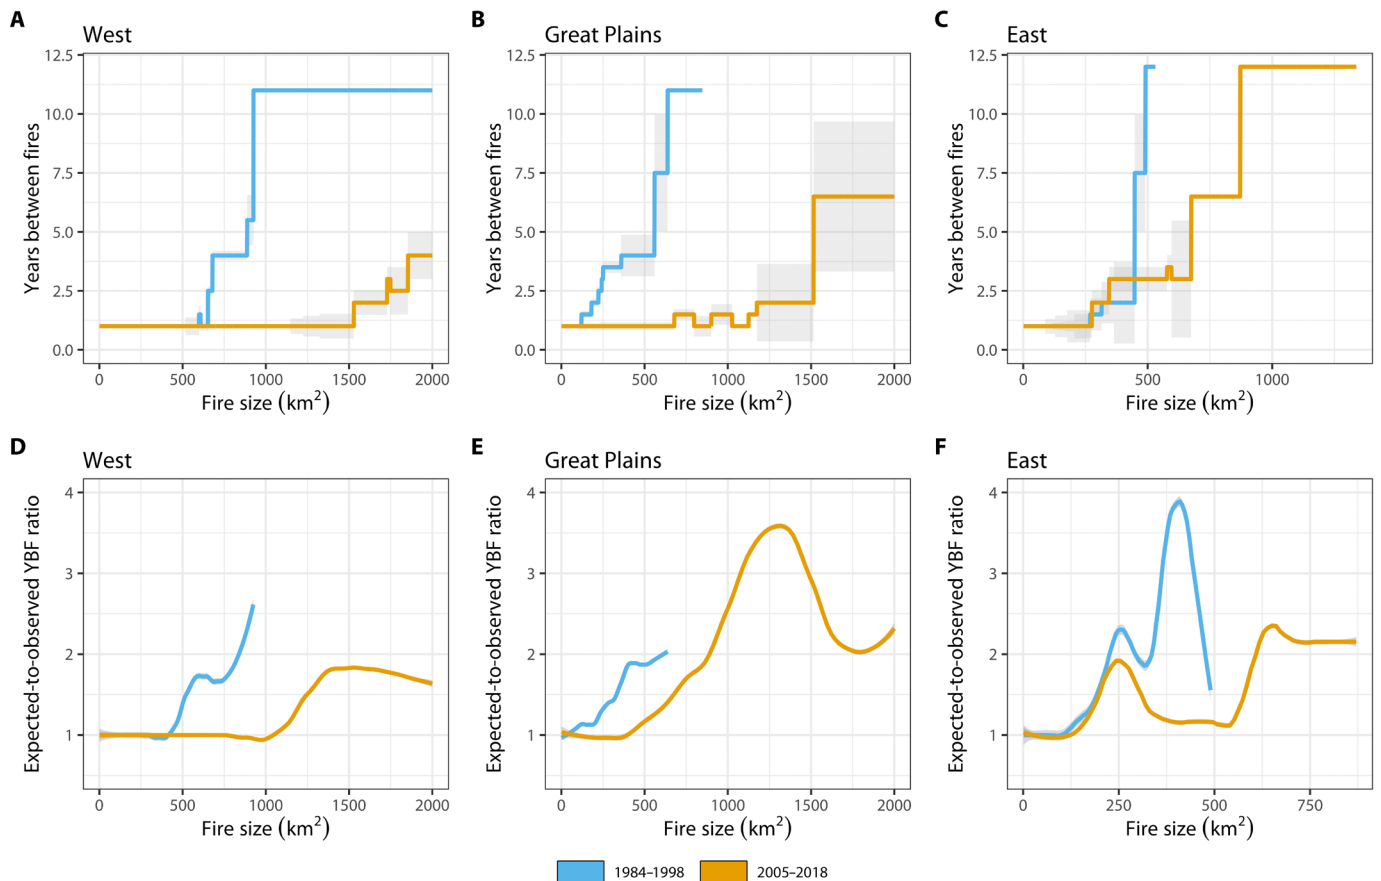 A West
B Great Plains
C East
Years between fires
12.5
10.0
7.5
5.0
2.5
0.0
0 500 1000 1500 2000
Fire size (km²)
Years between fires
12.5
10.0
7.5
5.0
2.5
0.0
0 500 1000 1500 2000
Fire size (km²)
Years between fires
12.5
10.0
7.5
5.0
2.5
0.0
0 500 1000
Fire size (km²)
D West
E Great Plains
F East
Expected-to-observed YBF ratio
4
3
2
1
0 500 1000 1500 2000
Fire size (km²)
Expected-to-observed YBF ratio
4
3
2
1
0 500 1000 1500 2000
Fire size (km²)
Expected-to-observed YBF ratio
4
3
2
1
0 250 500 750
Fire size (km²)
1984–1998 2005–2018